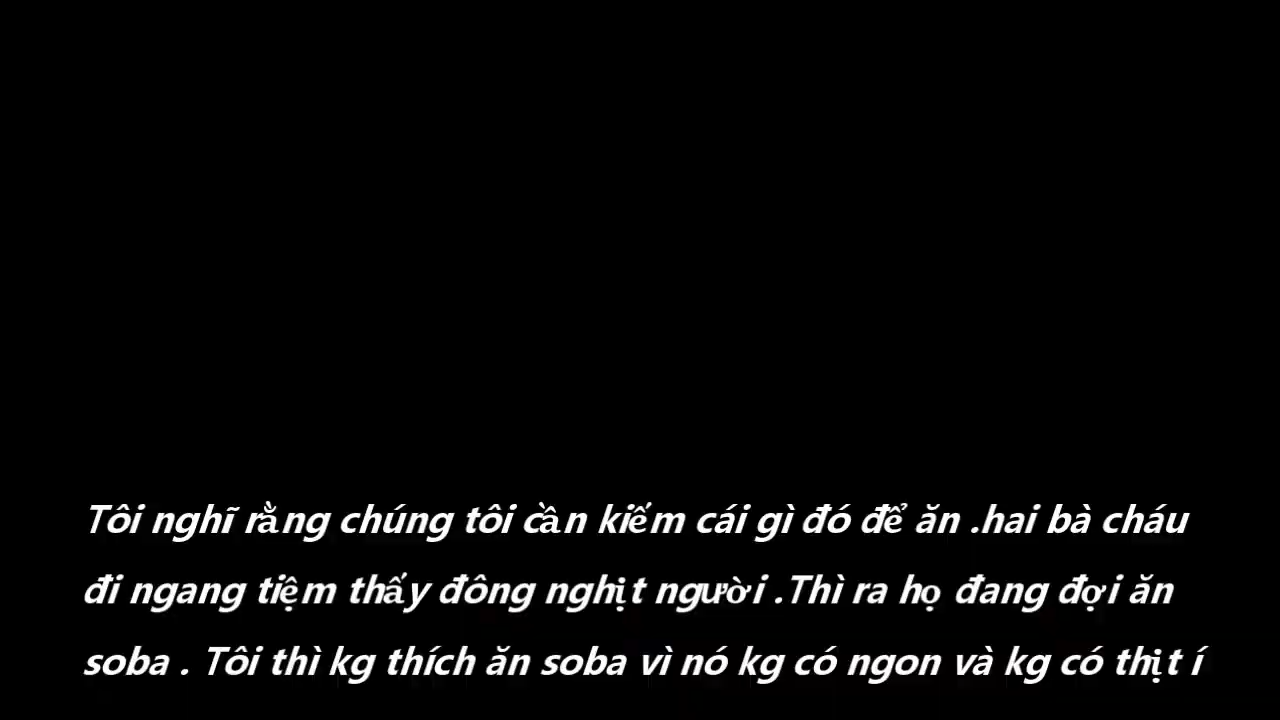 Tôi nghĩ rằng chúng tôi cần kiếm cái gì đó để ăn .hai bà cháu
đi ngang tiệm thấy đông nghịt người .Thì ra họ đang đợi ăn
soba . Tôi thì kg thích ăn soba vì nó kg có ngon và kg có thịt í